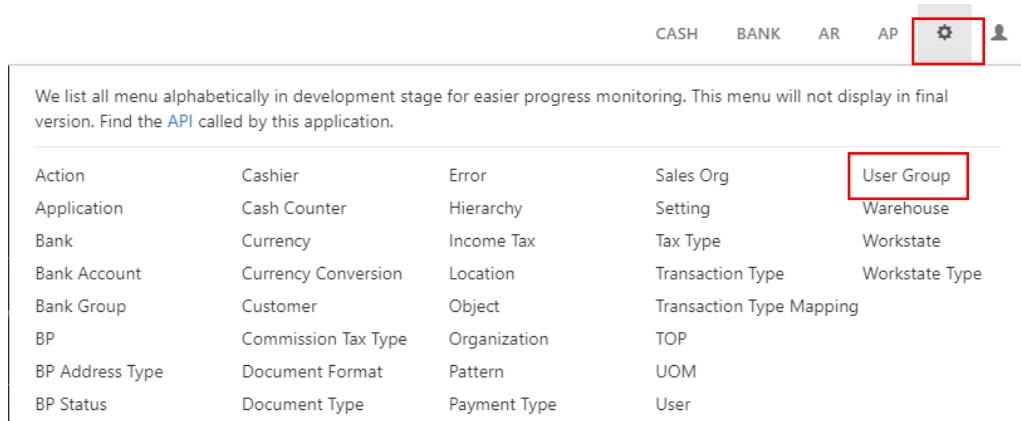 CASH BANK AR AP
We list all menu alphabetically in development stage for easier progress monitoring. This menu will not display in final
version. Find the API called by this application.
Action Cashier Error Sales Org User Group
Application Cash Counter Hierarchy Setting Warehouse
Bank Currency Income Tax Tax Type Workstate
Bank Account Currency Conversion Location Transaction Type Workstate Type
Bank Group Customer Object Transaction Type Mapping
BP Commission Tax Type Organization TOP
BP Address Type Document Format Pattern UOM
BP Status Document Type Payment Type User